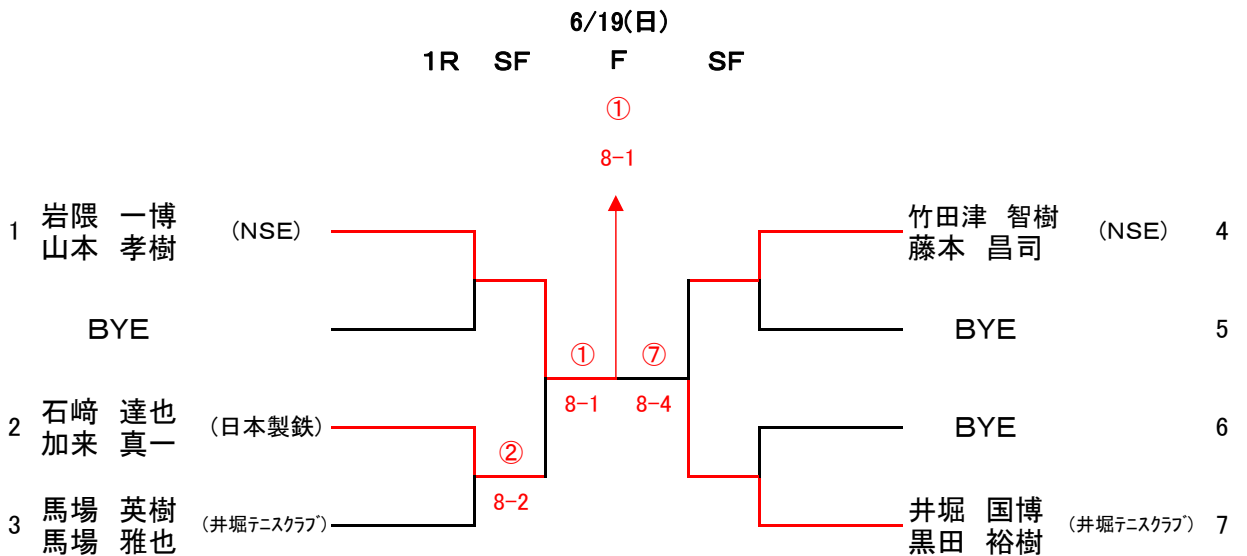 6/19(日)
1R SF F SF
①
8-1
1 岩隈 一博 (NSE)
山本 孝樹
竹田津 智樹 (NSE) 4
藤本 昌司
BYE
BYE 5
① ⑦
8-1 8-4
2 石﨑 達也 (日本製鉄)
加来 真一
BYE 6
②
8-2
3 馬場 英樹 (井堀ﾃﾆｽｸﾗﾌﾞ)
馬場 雅也
井堀 国博 (井堀ﾃﾆｽｸﾗﾌﾞ) 7
黒田 裕樹